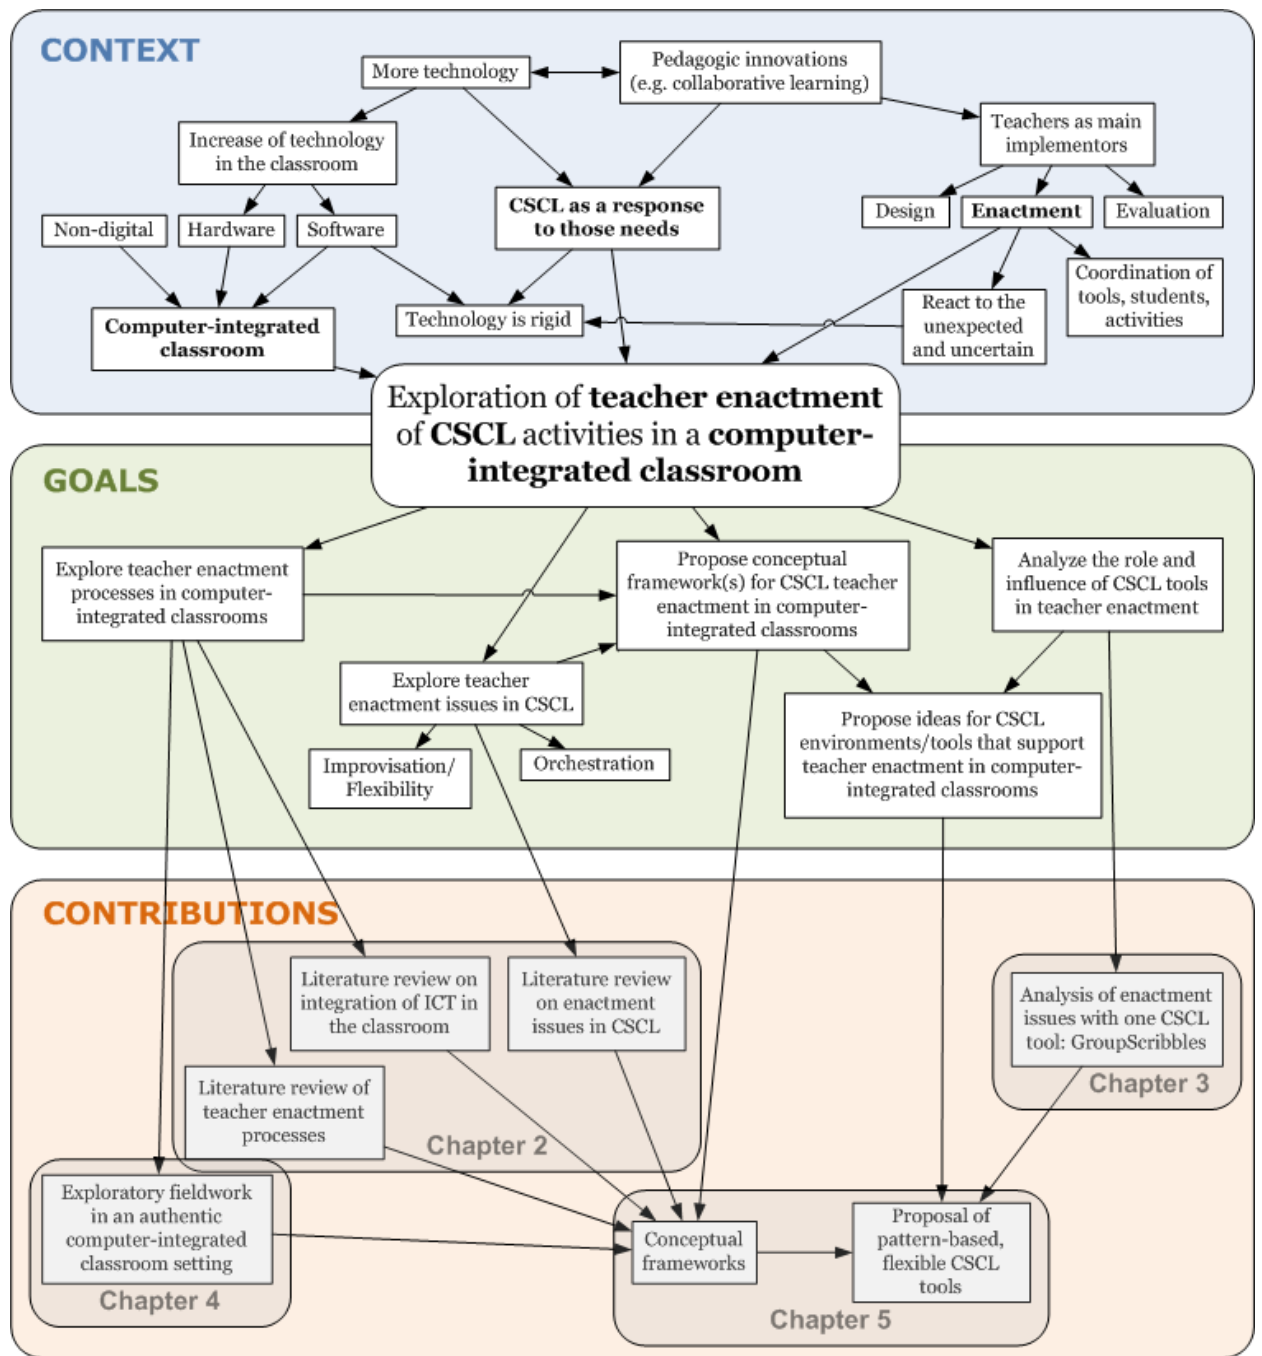 CONTEXT
More technology
Pedagogic innovations
(e.g. collaborative learning)
Increase of technology
in the classroom
Teachers as main
implementors
CSCL as a response
to those needs
Non-digital
Hardware
Software
Design
Enactment
Evaluation
Computer-integrated
classroom
Technology is rigid
React to the
unexpected
and uncertain
Coordination of
tools, students,
activities
Exploration of teacher enactment
of CSCL activities in a computer-
integrated classroom
GOALS
Explore teacher enactment
processes in computer-
integrated classrooms
Propose conceptual
framework(s) for CSCL teacher
enactment in computer-
integrated classrooms
Analyze the role and
influence of CSCL tools
in teacher enactment
Explore teacher
enactment issues in CSCL
Improvisation/
Flexibility
Orchestration
Propose ideas for CSCL
environments/tools that support
teacher enactment in computer-
integrated classrooms
CONTRIBUTIONS
Literature review on
integration of ICT in
the classroom
Literature review
on enactment
issues in CSCL
Literature review of
teacher enactment
processes
Chapter 2
Analysis of enactment
issues with one CSCL
tool: GroupScribbles
Chapter 3
Exploratory fieldwork
in an authentic
computer-integrated
classroom setting
Chapter 4
Conceptual
frameworks
Proposal of
pattern-based,
flexible CSCL
tools
Chapter 5